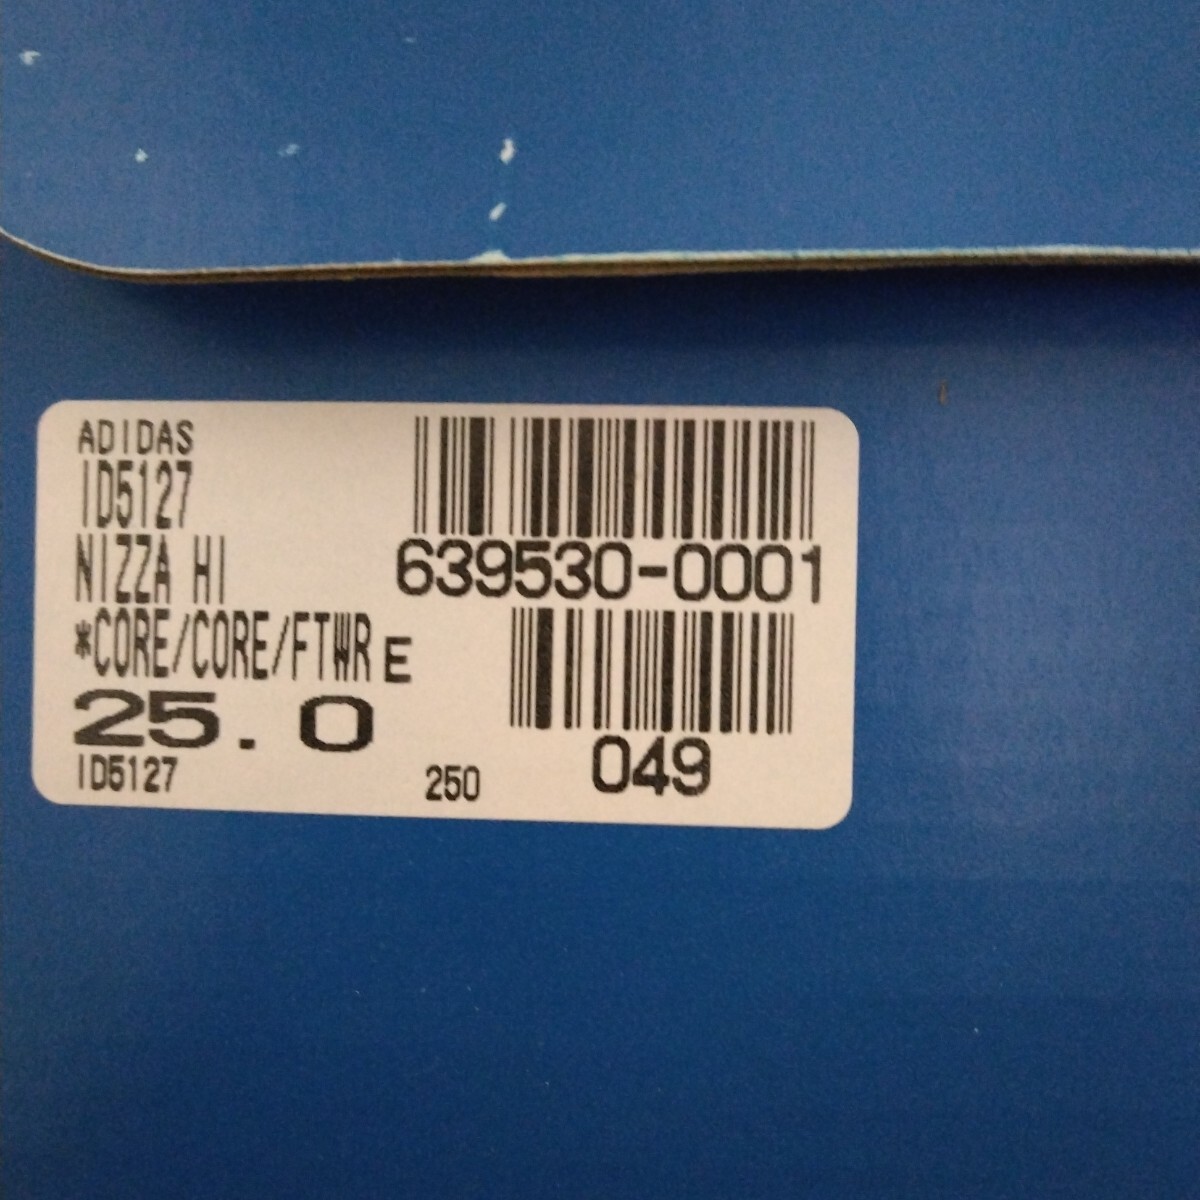 ADIDAS
ID5127
NIZZA HI
639530-0001
*CORE/CORE/FTWR E
25.0
ID5127
250
049